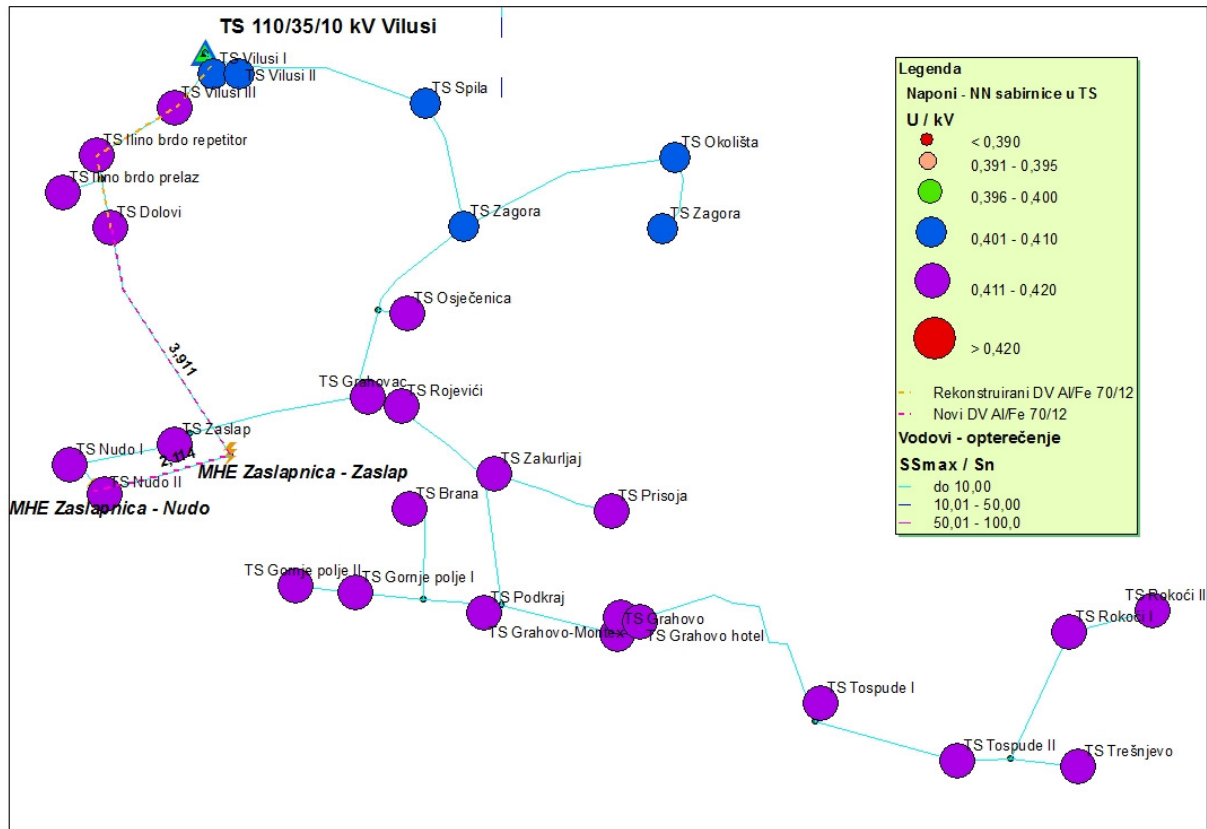 TS 110/35/10 kV Vilusi
TS Vilusi I
TS Vilusi II
TS Vilusi III
TS Spila
TS Ilino brdo repetitor
TS Okolišta
TS Ilino brdo prelaz
TS Dolovi
TS Zagora
TS Zagora
TS Osječenica
3,911
TS Grahovac
TS Rojevići
TS Zaslap
TS Nudo I
2,114
TS Zakurljaj
MHE Zaslapnica - Zaslap
TS Nudo II
TS Brana
TS Prisoja
MHE Zaslapnica - Nudo
TS Gornje polje II
TS Gornje polje I
TS Podkraj
TS Grahovo
TS Grahovo-Montex
TS Grahovo hotel
TS Rokoći II
TS Rokoći I
TS Tospude I
TS Tospude II
TS Trešnjevo
Legenda
Naponi - NN sabirnice u TS
U / kV
< 0,390
0,391 - 0,395
0,396 - 0,400
0,401 - 0,410
0,411 - 0,420
> 0,420
Rekonstruirani DV Al/Fe 70/12
Novi DV Al/Fe 70/12
Vodovi - opterečenje
SSmax / Sn
do 10,00
10,01 - 50,00
50,01 - 100,0